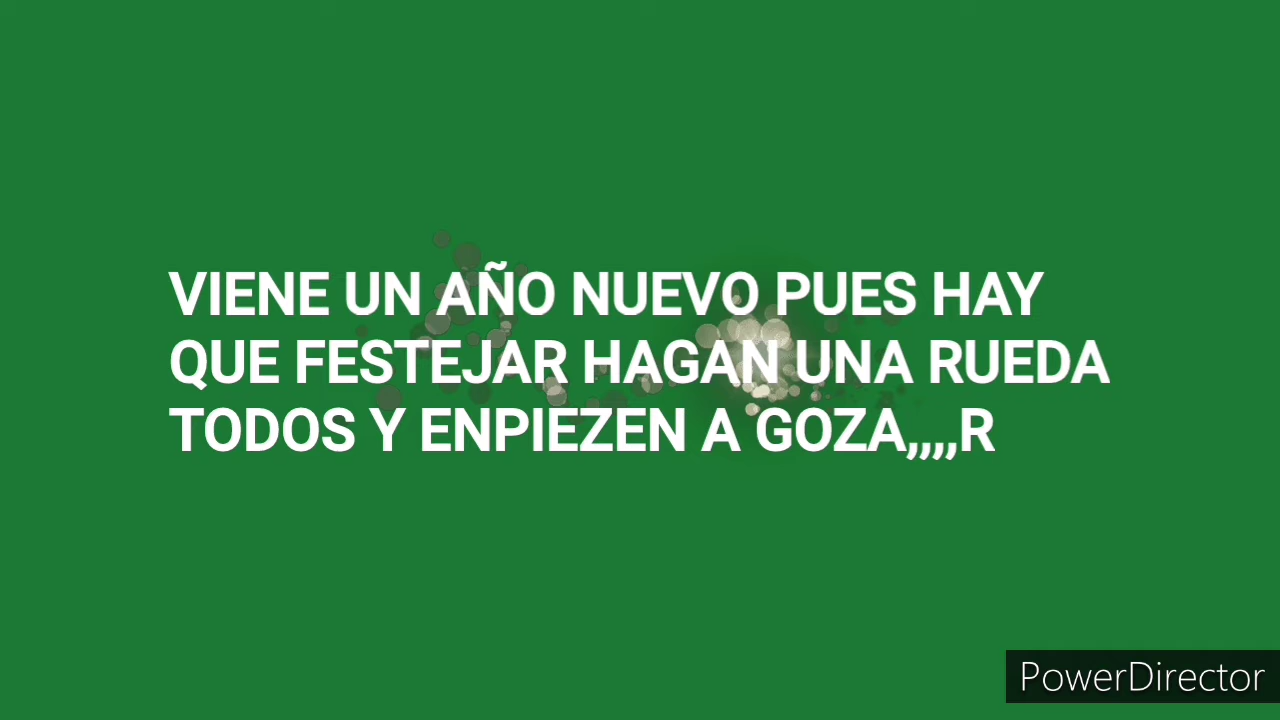 VIENE UN AÑO NUEVO PUES HAY
QUE FESTEJAR HAGAN UNA RUEDA
TODOS Y ENPIEZEN A GOZA,,,,R
PowerDirector